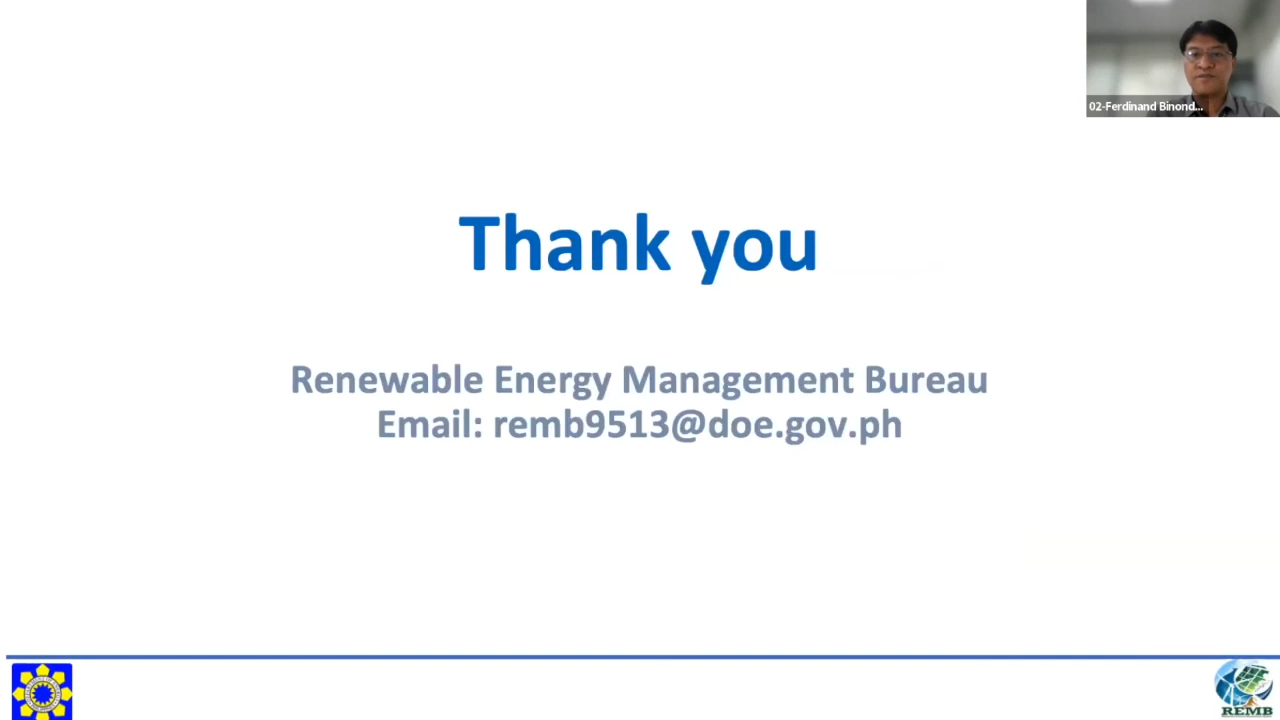 02-Ferdinand Binond...
Thank you
Renewable Energy Management Bureau
Email: remb9513@doe.gov.ph
REMB